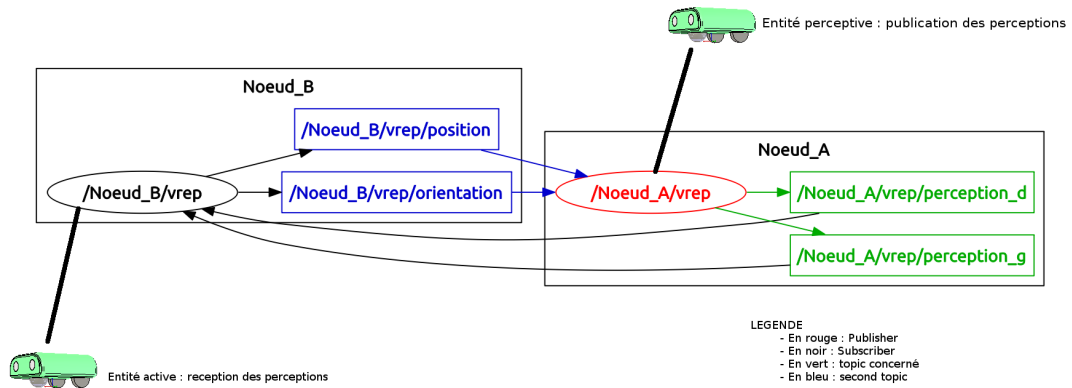 Entité perceptive : publication des perceptions
Noeud_B
/Noeud_B/vrep/position
Noeud_A
/Noeud_B/vrep
/Noeud_B/vrep/orientation
/Noeud_A/vrep
/Noeud_A/vrep/perception_d
/Noeud_A/vrep/perception_g
LEGENDE
- En rouge : Publisher
- En noir : Subscriber
- En vert : topic concerné
- En bleu : second topic
Entité active : reception des perceptions